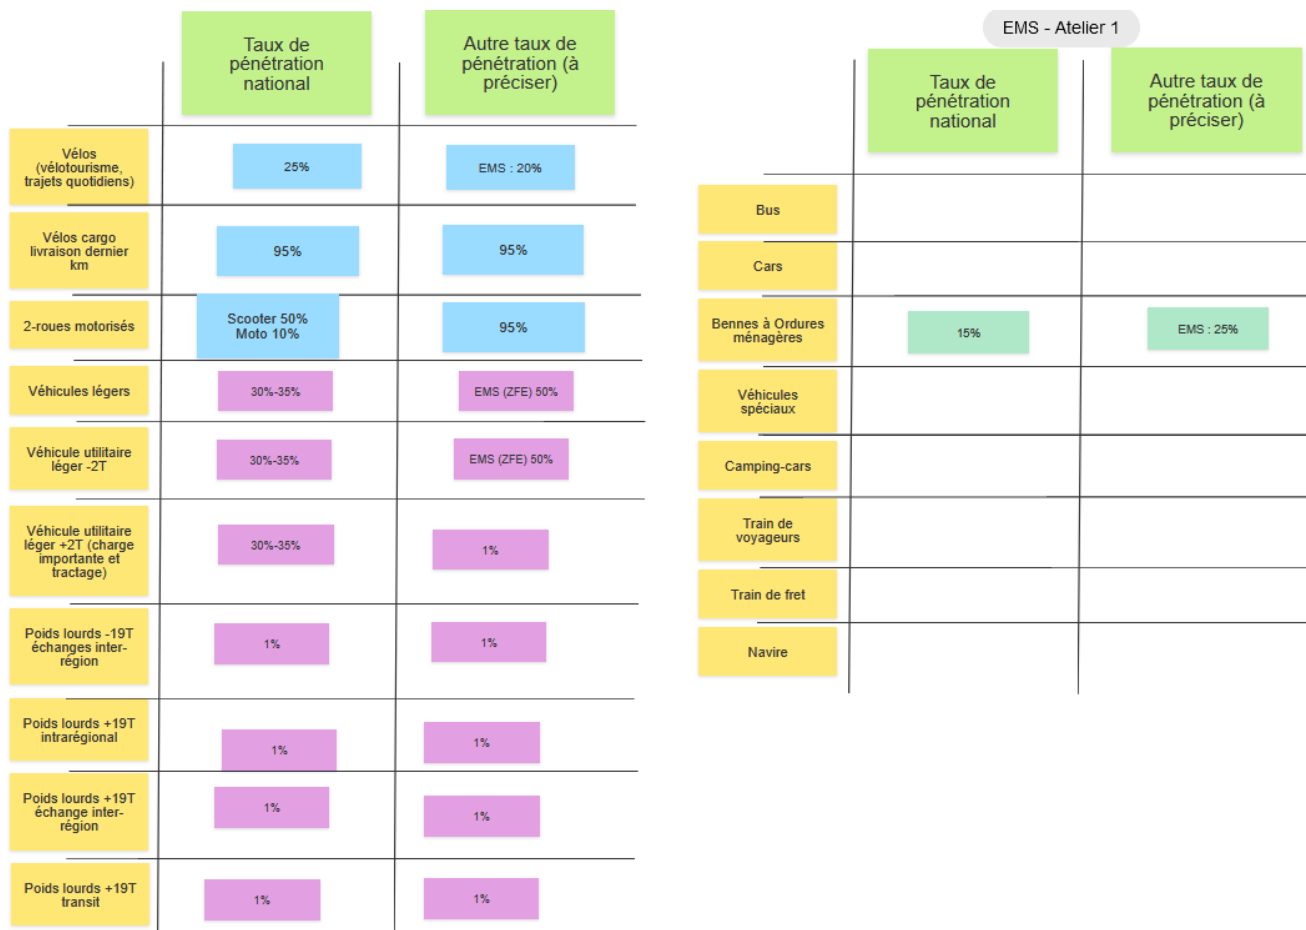 Taux de
pénétration
national
Autre taux de
pénétration (à
préciser)
Vélos
(vélotourisme,
trajets quotidiens)
25%
EMS : 20%
Vélos cargo
livraison dernier
km
95%
95%
2-roues motorisés
Scooter 50%
Moto 10%
95%
Véhicules légers
30%-35%
EMS (ZFE) 50%
Véhicule utilitaire
léger -2T
30%-35%
EMS (ZFE) 50%
Véhicule utilitaire
léger +2T (charge
importante et
tractage)
30%-35%
1%
Poids lourds -19T
échanges inter-
région
1%
1%
Poids lourds +19T
intrarégional
1%
1%
Poids lourds +19T
échange inter-
région
1%
1%
Poids lourds +19T
transit
1%
1%
EMS - Atelier 1
Taux de
pénétration
national
Autre taux de
pénétration (à
préciser)
Bus
Cars
Bennes à Ordures
ménagères
15%
EMS : 25%
Véhicules
spéciaux
Camping-cars
Train de
voyageurs
Train de fret
Navire